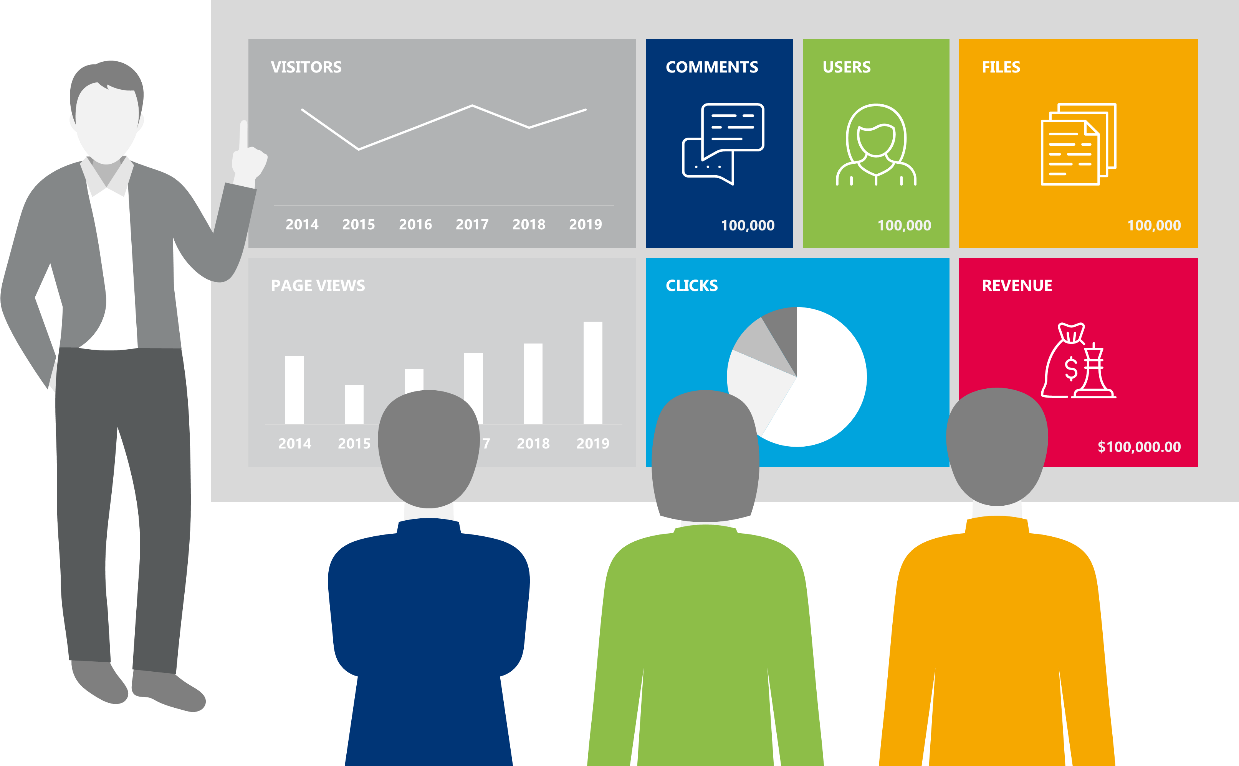 VISITORS
2014 2015 2016 2017 2018 2019
COMMENTS
100,000
USERS
100,000
FILES
100,000
PAGE VIEWS
2014 2015 7 2018 2019
CLICKS
REVENUE
$
$100,000.00